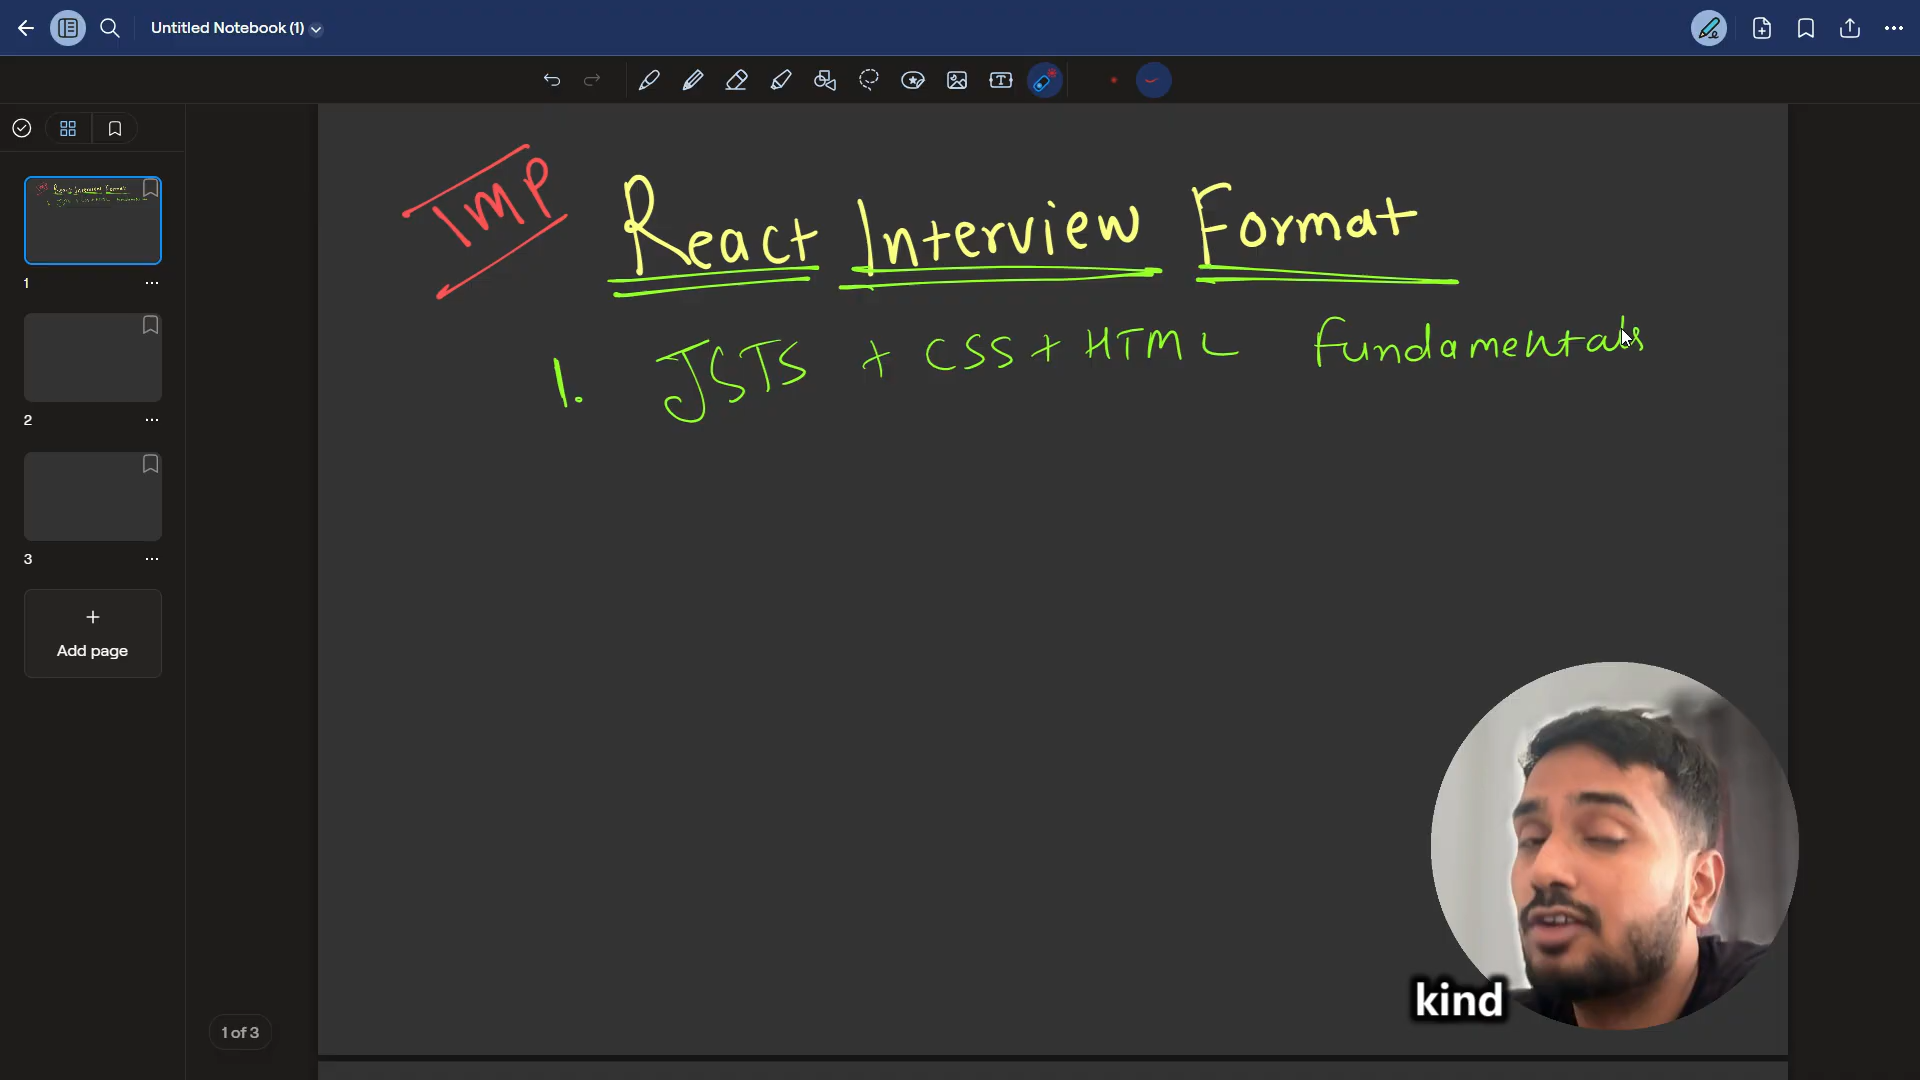 Untitled Notebook (1)
IMP
React Interview Format
1. JSTS + CSS + HTML fundamentals
1
2
3
Add page
1 of 3
kind